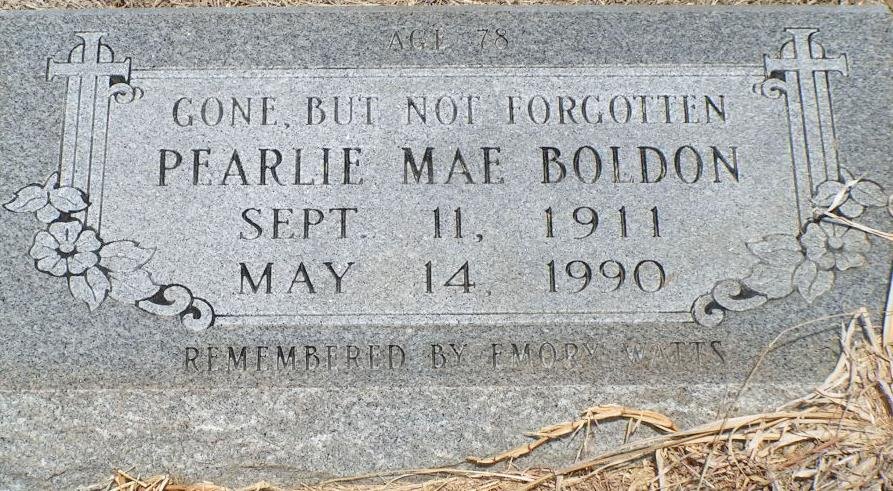 AGE 78
GONE, BUT NOT FORGOTTEN
PEARLIE MAE BOLDON
SEPT. 11, 1911
MAY 14, 1990
REMEMBERED BY EMORY WATTS